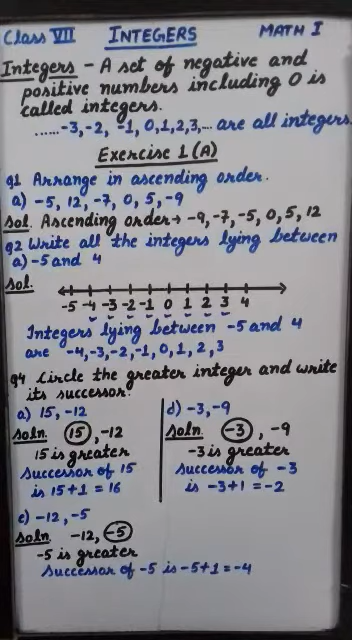 Class VII INTEGERS MATH I
Integers - A set of negative and
positive numbers including 0 is
called integers.
......-3,-2, -1, 0,1,2,3,... are all integers.
Exercise 1(A)
Q1 Arrange in ascending order.
a) -5, 12, -7, 0, 5, -9
Sol. Ascending order→ -9, -7, -5, 0, 5, 12
Q2 Write all the integers lying between
a) -5 and 4
Sol.
-5 -4 -3 -2 -1 0 1 2 3 4
Integers lying between -5 and 4
are -4,-3,-2,-1,0,1,2,3
Q4 Circle the greater integer and write
its successor.
a) 15, -12
Soln. 15, -12
15 is greater
Successor of 15
is 15+1 = 16
d) -3, -9
Soln. -3, -9
-3 is greater
Successor of -3
is -3+1 = -2
c) -12, -5
Soln. -12, -5
-5 is greater
Successor of -5 is -5+1 = -4